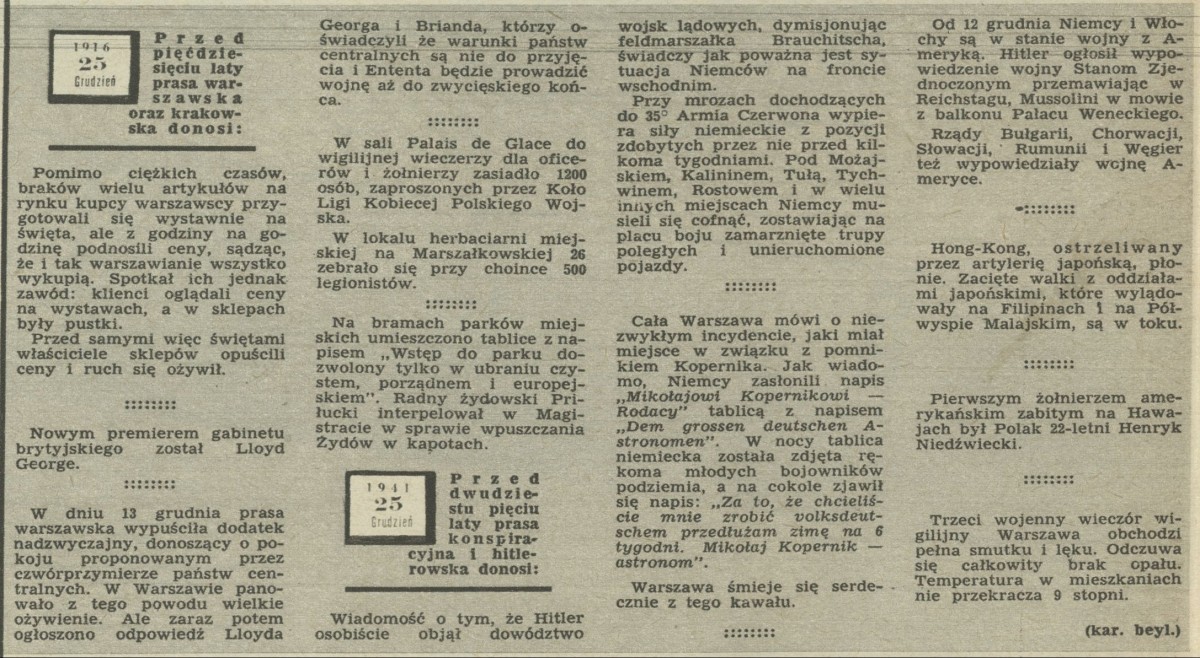 1916
25
Grudzień
Przed
pięćdzie-
sięciu laty
prasa war-
szawska
oraz krakow-
ska donosi:
Pomimo ciężkich czasów,
braków wielu artykułów na
rynku kupcy warszawscy przy-
gotowali się wystawnie na
święta, ale z godziny na go-
dzinę podnosili ceny, sądząc,
że i tak warszawianie wszystko
wykupią. Spotkał ich jednak
zawód: klienci oglądali ceny
na wystawach, a w sklepach
były pustki.
Przed samymi więc świętami
właściciele sklepów opuścili
ceny i ruch się ożywił.
Nowym premierem gabinetu
brytyjskiego został Lloyd
George.
W dniu 13 grudnia prasa
warszawska wypuściła dodatek
nadzwyczajny, donoszący o po-
koju proponowanym przez
czwórprzymierze państw cen-
tralnych. W Warszawie pano-
wało z tego powodu wielkie
ożywienie. Ale zaraz potem
ogłoszono odpowiedź Lloyda
Georga i Brianda, którzy o-
świadczyli że warunki państw
centralnych są nie do przyję-
cia i Ententa będzie prowadzić
wojnę aż do zwycięskiego koń-
ca.
W sali Palais de Glace do
wigilijnej wieczerzy dla ofice-
rów i żołnierzy zasiadło 1200
osób, zaproszonych przez Koło
Ligi Kobiecej Polskiego Woj-
ska.
W lokalu herbaciarni miej-
skiej na Marszałkowskiej 26
zebrało się przy choince 500
legionistów.
Na bramach parków miej-
skich umieszczono tablice z na-
pisem „Wstęp do parku do-
zwolony tylko w ubraniu czy-
stem, porządnem i europej-
skiem". Radny żydowski Pri-
łucki interpelował w Magi-
stracie w sprawie wpuszczania
Żydów w kapotach.
1941
25
Grudzień
Przed
dwudzie-
stu pięciu
laty prasa
konspira-
cyjna i hitle-
rowska donosi:
Wiadomość o tym, że Hitler
osobiście objął dowództwo
wojsk lądowych, dymisjonując
feldmarszałka Brauchitscha,
świadczy jak poważna jest sy-
tuacja Niemców na froncie
wschodnim.
Przy mrozach dochodzących
do 35° Armia Czerwona wypie-
ra siły niemieckie z pozycji
zdobytych przez nie przed kil-
koma tygodniami. Pod Możaj-
skiem, Kalininem, Tułą, Tych-
winem, Rostowem i w wielu
innych miejscach Niemcy mu-
sieli się cofnąć, zostawiając na
placu boju zamarznięte trupy
poległych i unieruchomione
pojazdy.
Cała Warszawa mówi o nie-
zwykłym incydencie, jaki miał
miejsce w związku z pomni-
kiem Kopernika. Jak wiado-
mo, Niemcy zasłonili napis
„Mikołajowi Kopernikowi —
Rodacy" tablicą z napisem
„Dem grossen deutschen A-
stronomen". W nocy tablica
niemiecka została zdjęta rę-
koma młodych bojowników
podziemia, a na cokole zjawił
się napis: „Za to, że chcieliś-
cie mnie zrobić volksdeut-
schem przedłużam zimę na 6
tygodni. Mikołaj Kopernik —
astronom".
Warszawa śmieje się serde-
cznie z tego kawału.
Od 12 grudnia Niemcy i Wło-
chy są w stanie wojny z A-
meryką. Hitler ogłosił wypo-
wiedzenie wojny Stanom Zje-
dnoczonym przemawiając w
Reichstagu, Mussolini w mowie
z balkonu Pałacu Weneckiego.
Rządy Bułgarii, Chorwacji,
Słowacji, Rumunii i Węgier
też wypowiedziały wojnę A-
meryce.
Hong-Kong, ostrzeliwany
przez artylerię japońską, pło-
nie. Zacięte walki z oddziała-
mi japońskimi, które wylądo-
wały na Filipinach i na Pół-
wyspie Malajskim, są w toku.
Pierwszym żołnierzem ame-
rykańskim zabitym na Hawa-
jach był Polak 22-letni Henryk
Niedźwiecki.
Trzeci wojenny wieczór wi-
gilijny Warszawa obchodzi
pełna smutku i lęku. Odczuwa
się całkowity brak opału.
Temperatura w mieszkaniach
nie przekracza 9 stopni.
(kar. beyl.)